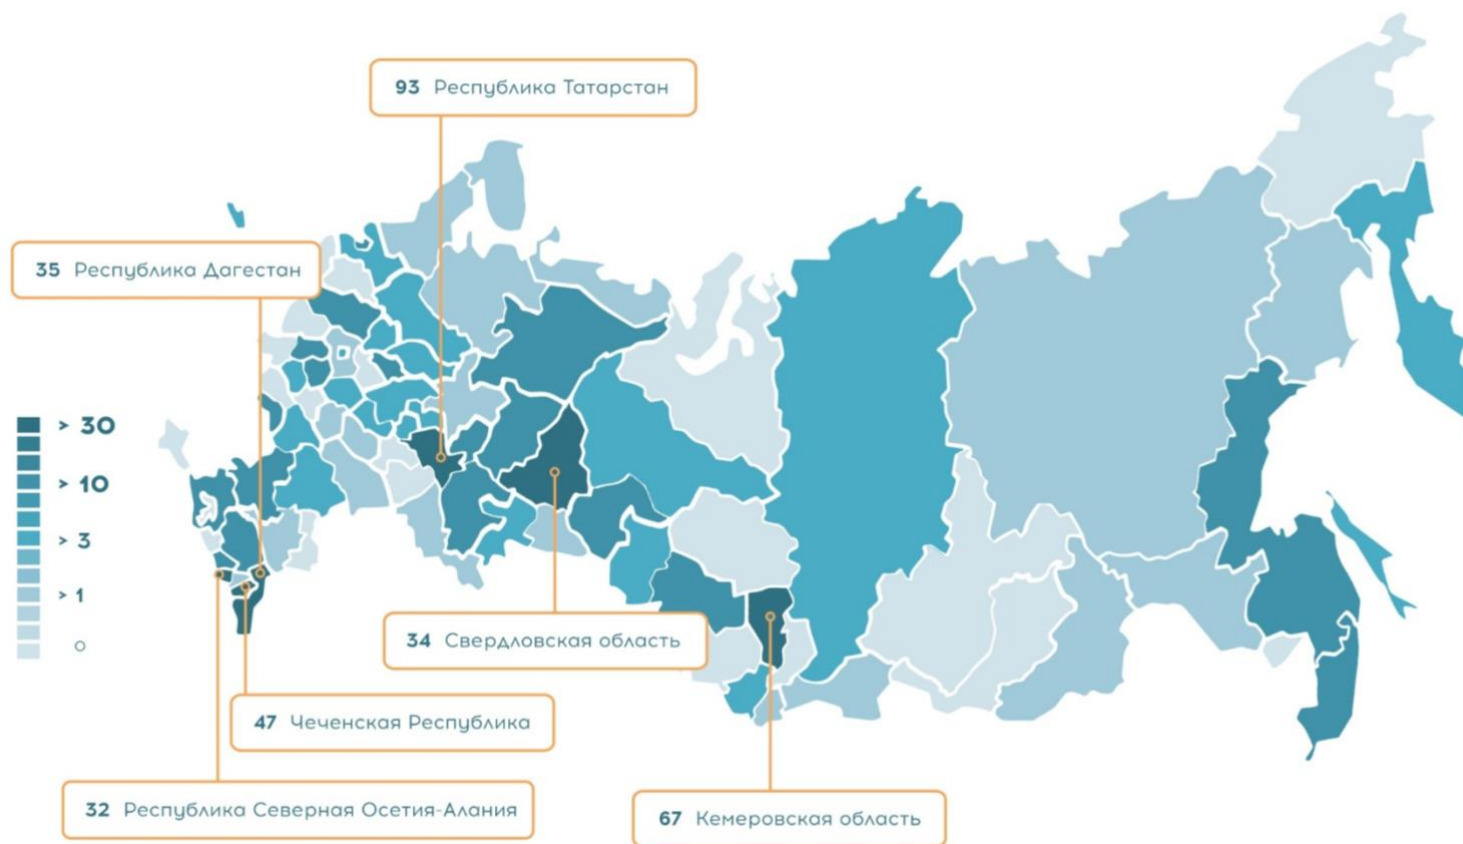 93 Республика Татарстан
35 Республика Дагестан
> 30
> 10
> 3
> 1
0
34 Свердловская область
47 Чеченская Республика
32 Республика Северная Осетия-Алания
67 Кемеровская область